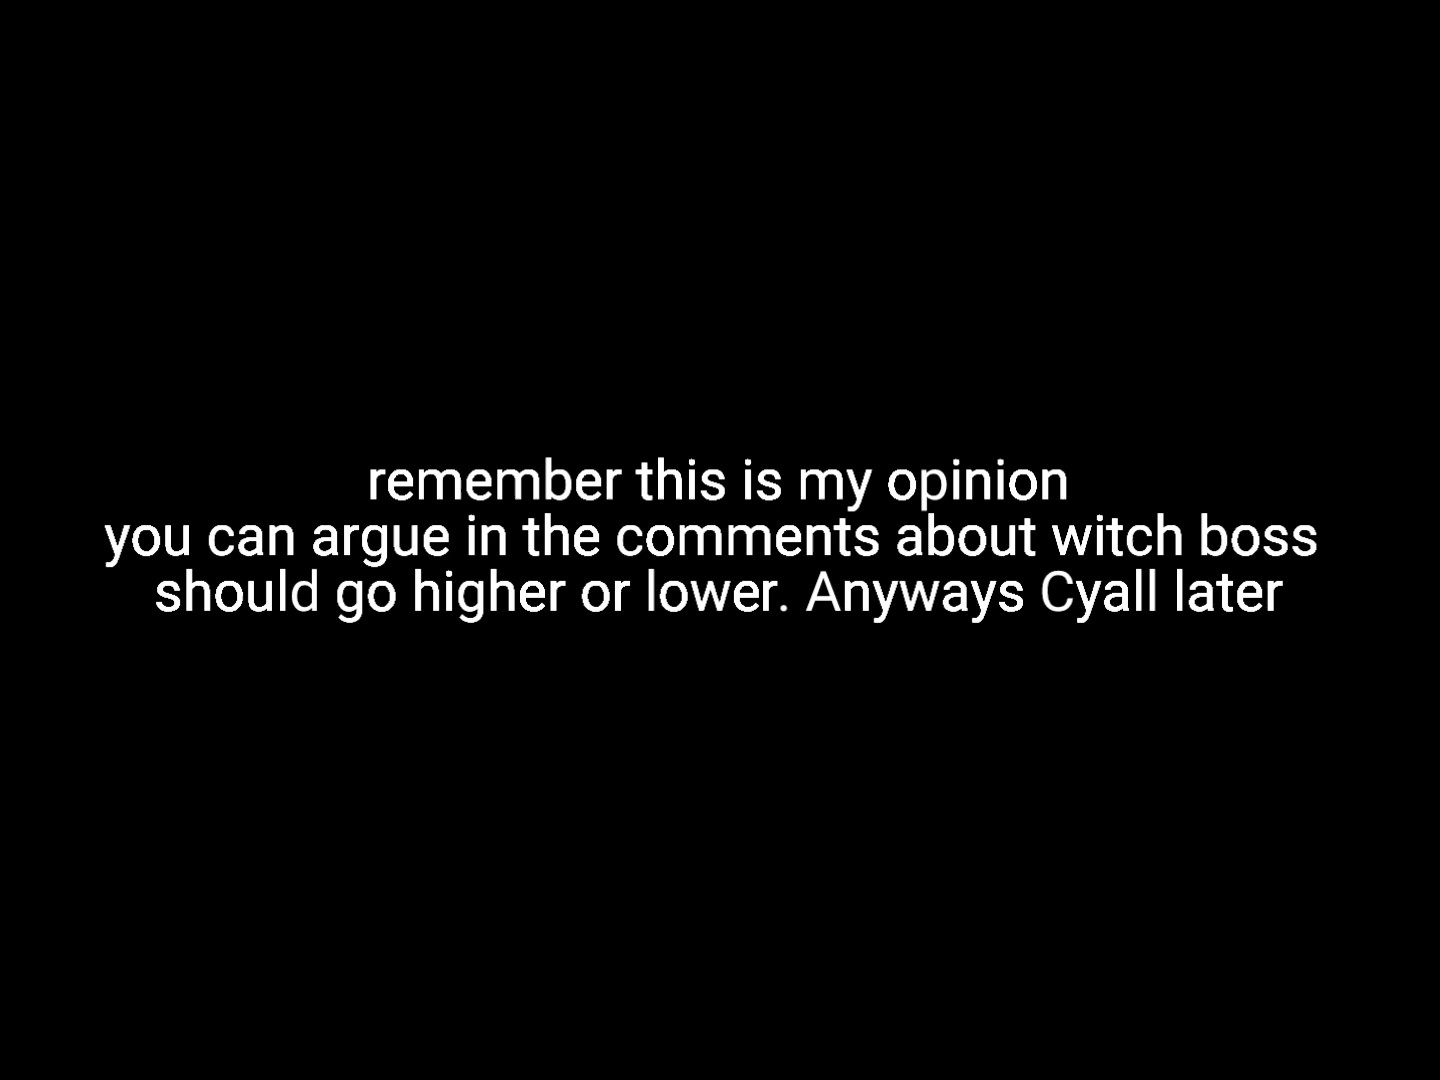 remember this is my opinion
you can argue in the comments about witch boss
should go higher or lower. Anyways Cyall later